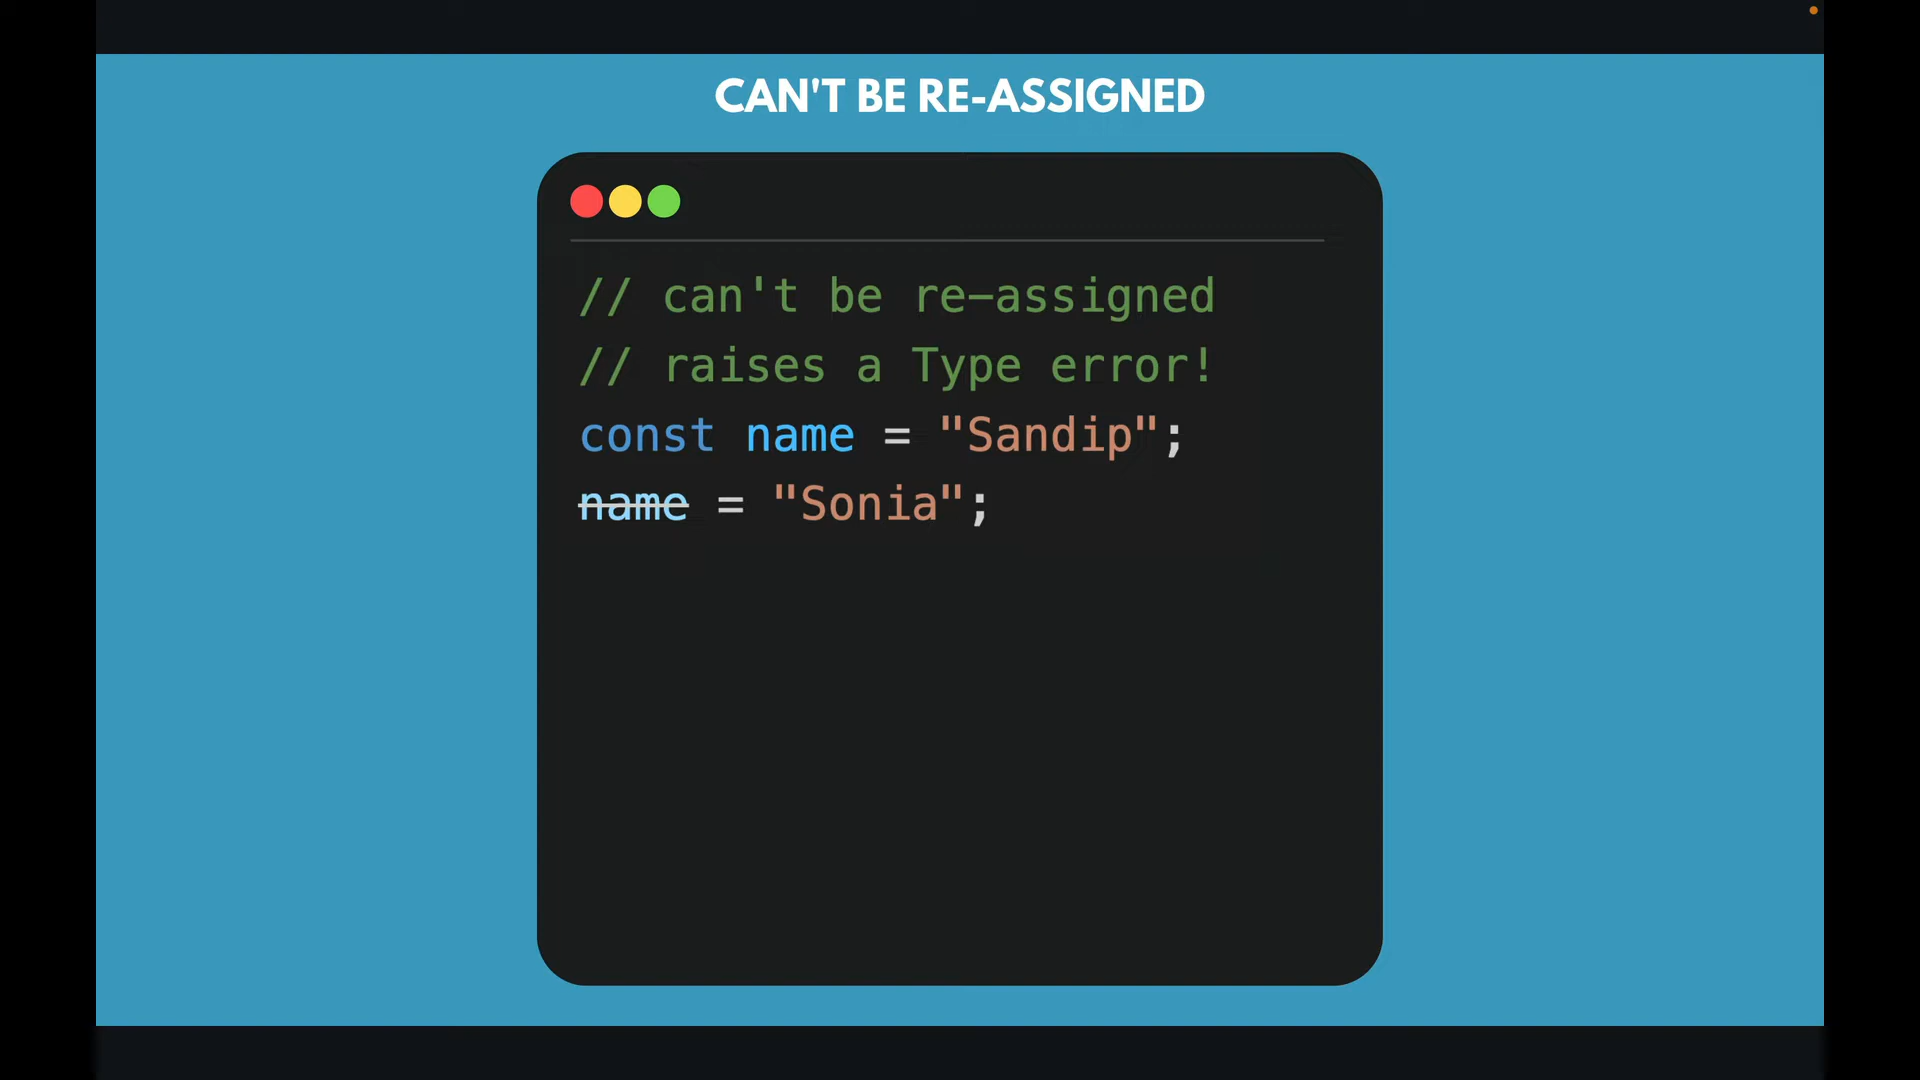 CAN'T BE RE-ASSIGNED
// can't be re-assigned
// raises a Type error!
const name = "Sandip";
name = "Sonia";